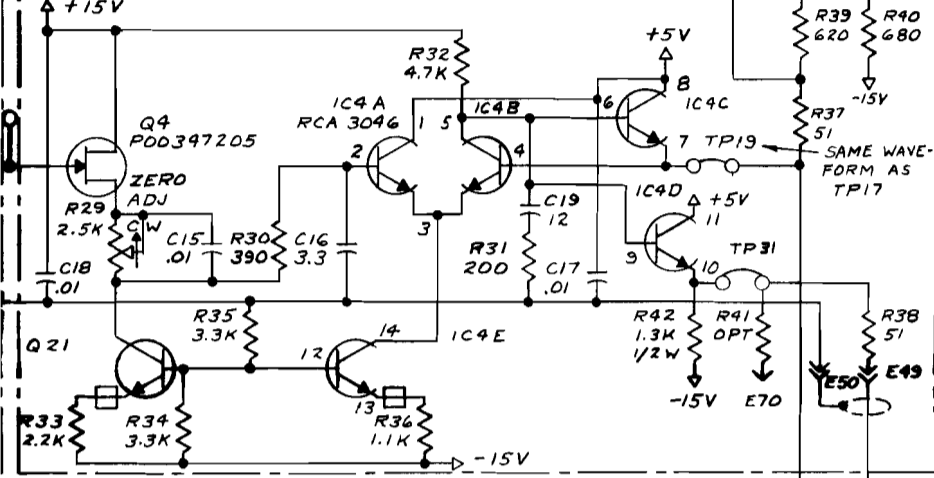 +15V
R39
620
R40
680
-15V
R32
4.7K
+5V
8
IC4C
6
7
R37
51
IC4A
RCA 3046
1
5
IC4B
2
4
3
TP19
SAME WAVE-
FORM AS
TP17
Q4
P00397205
ZERO
ADJ
R29
2.5K
CW
C15
.01
R30
390
C16
3.3
C18
.01
C19
12
R31
200
C17
.01
IC4D
+5V
11
9
10
TP31
R35
3.3K
Q21
12
14
IC4E
13
R42
1.3K
1/2W
-15V
R41
OPT
E70
R38
51
E50
E49
R33
2.2K
R34
3.3K
R36
1.1K
-15V